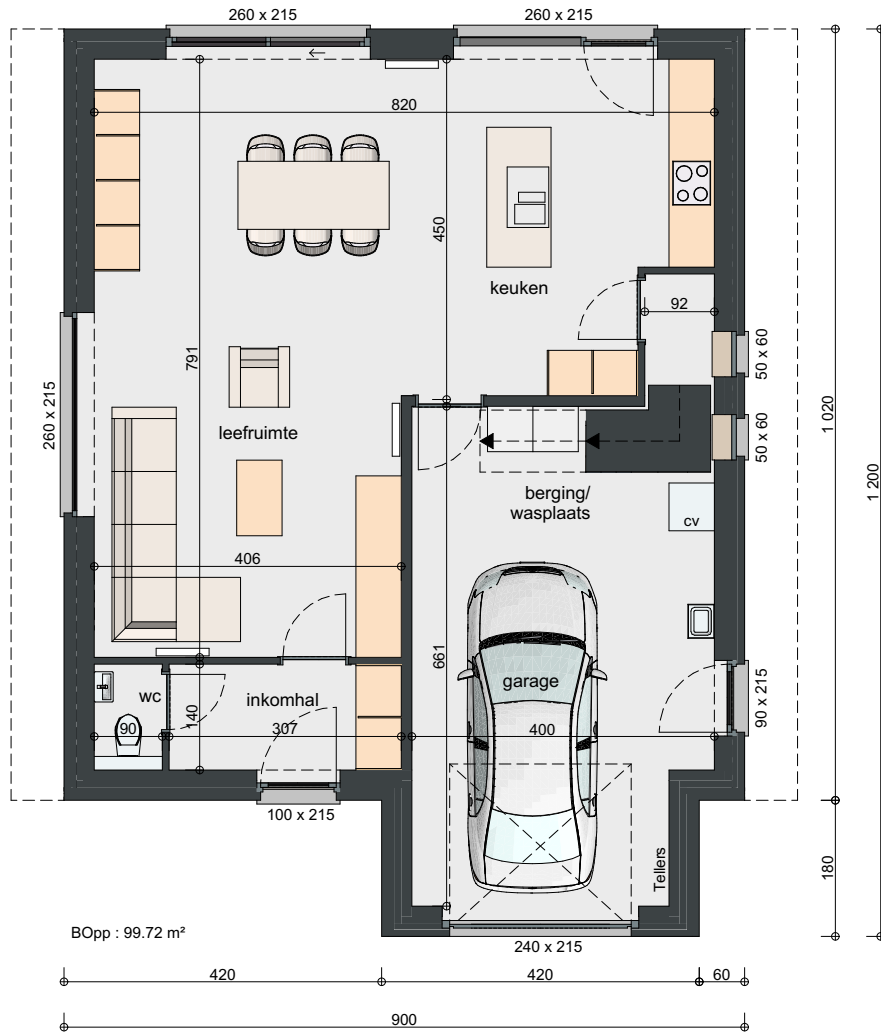 260 x 215
260 x 215
820
450
keuken
92
50 x 60
791
260 x 215
leefruimte
50 x 60
1 020
1 200
berging/
wasplaats
cv
406
661
garage
wc
inkomhal
140
90
307
400
90 x 215
100 x 215
Tellers
180
BOpp : 99.72 m²
240 x 215
420
420
60
900